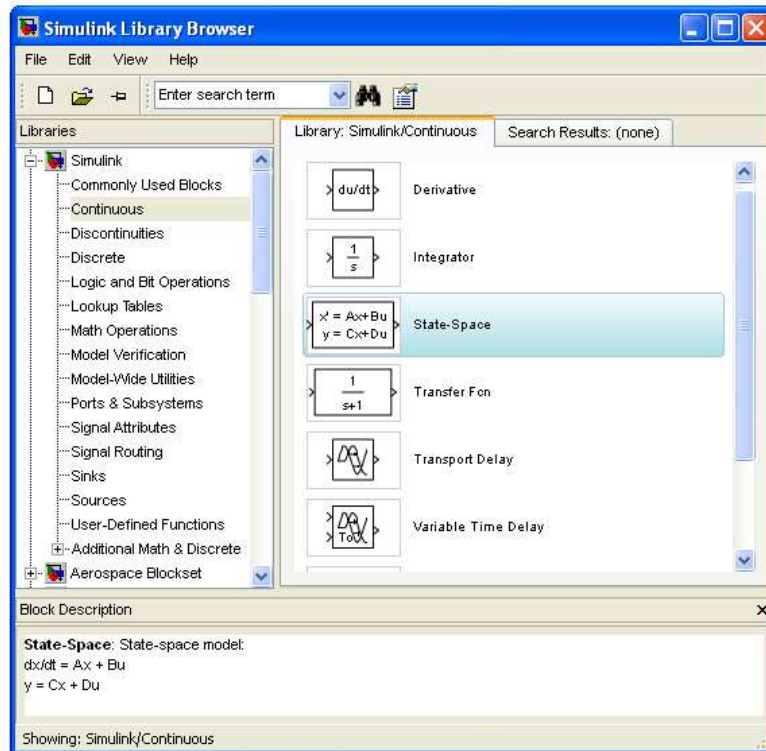 Simulink Library Browser
File Edit View Help
Enter search term
Libraries
Library: Simulink/Continuous
Search Results: (none)
Simulink
Commonly Used Blocks
Continuous
Discontinuities
Discrete
Logic and Bit Operations
Lookup Tables
Math Operations
Model Verification
Model-Wide Utilities
Ports & Subsystems
Signal Attributes
Signal Routing
Sinks
Sources
User-Defined Functions
Additional Math & Discrete
Aerospace Blockset
du/dt Derivative
1
s
Integrator
x' = Ax+Bu
y = Cx+Du
State-Space
1
s+1
Transfer Fcn
Transport Delay
To
Variable Time Delay
Block Description
State-Space: State-space model:
dx/dt = Ax + Bu
y = Cx + Du
Showing: Simulink/Continuous